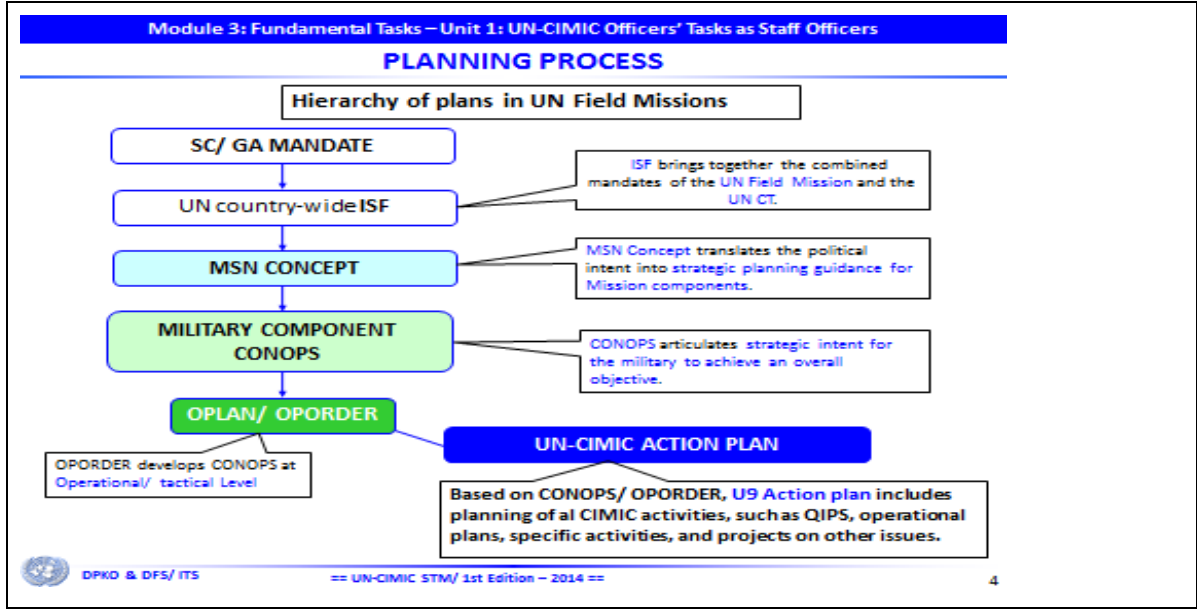 Module 3: Fundamental Tasks – Unit 1: UN-CIMIC Officers' Tasks as Staff Officers
PLANNING PROCESS
Hierarchy of plans in UN Field Missions
SC/ GA MANDATE
ISF brings together the combined
mandates of the UN Field Mission and the
UN CT.
UN country-wide ISF
MSN Concept translates the political
intent into strategic planning guidance for
Mission components.
MSN CONCEPT
MILITARY COMPONENT
CONOPS
CONOPS articulates strategic intent for
the military to achieve an overall
objective.
OPLAN/ OPORDER
UN-CIMIC ACTION PLAN
OPORDER develops CONOPS at
Operational/ tactical Level
Based on CONOPS/ OPORDER, U9 Action plan includes
planning of al CIMIC activities, such as QIPS, operational
plans, specific activities, and projects on other issues.
DPKO & DFS/ ITS
== UN-CIMIC STM/ 1st Edition – 2014 ==
4